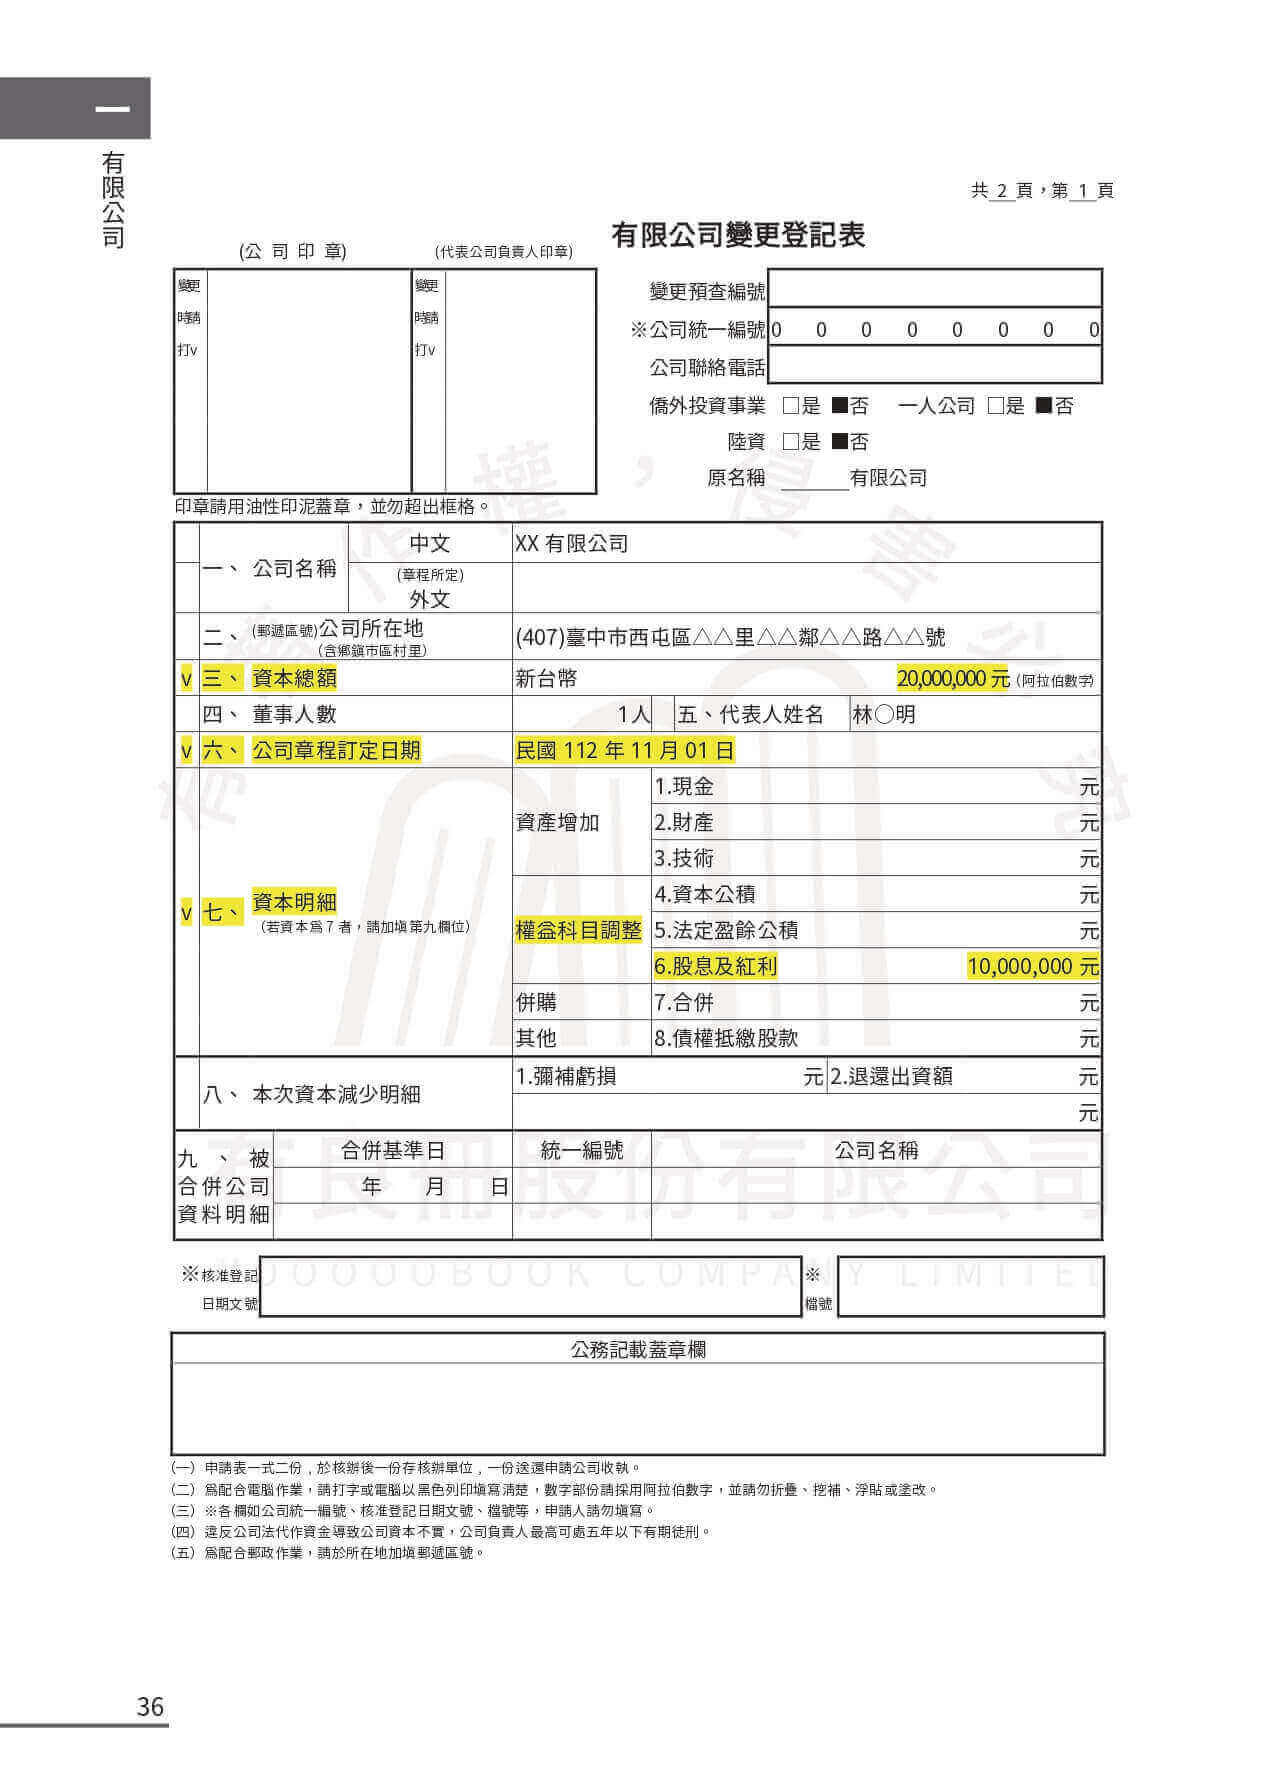 一
有限公司
共 2 頁，第 1 頁
有限公司變更登記表
(公 司 印 章)
(代表公司負責人印章)
變更
時請
打v
變更
時請
打v
變更預查編號
※公司統一編號 0 0 0 0 0 0 0 0
公司聯絡電話
僑外投資事業 □是 ■否 一人公司 □是 ■否
陸資 □是 ■否
原名稱 ______有限公司
印章請用油性印泥蓋章，並勿超出框格。
一、 公司名稱 中文 XX 有限公司
(章程所定)
外文
二、 (郵遞區號)公司所在地
（含鄉鎮市區村里）
(407)臺中市西屯區△△里△△鄰△△路△△號
v 三、 資本總額 新台幣 20,000,000 元（阿拉伯數字）
四、 董事人數 1人 五、代表人姓名 林○明
v 六、 公司章程訂定日期 民國 112 年 11 月 01 日
v 七、 資本明細
（若資本為 7 者，請加填第九欄位）
資產增加
1.現金 元
2.財產 元
3.技術 元
權益科目調整
4.資本公積 元
5.法定盈餘公積 元
6.股息及紅利 10,000,000 元
併購 7.合併 元
其他 8.債權抵繳股款 元
八、 本次資本減少明細 1.彌補虧損 元 2.退還出資額 元
元
九、被
合併公司
資料明細
合併基準日 統一編號 公司名稱
年 月 日
※核准登記
日期文號
※
檔號
公務記載蓋章欄
（一）申請表一式二份，於核辦後一份存核辦單位，一份送還申請公司收執。
（二）為配合電腦作業，請打字或電腦以黑色列印填寫清楚，數字部份請採用阿拉伯數字，並請勿折疊、挖補、浮貼或塗改。
（三）※各欄如公司統一編號、核准登記日期文號、檔號等，申請人請勿填寫。
（四）違反公司法代作資金導致公司資本不實，公司負責人最高可處五年以下有期徒刑。
（五）為配合郵政作業，請於所在地加填郵遞區號。
36